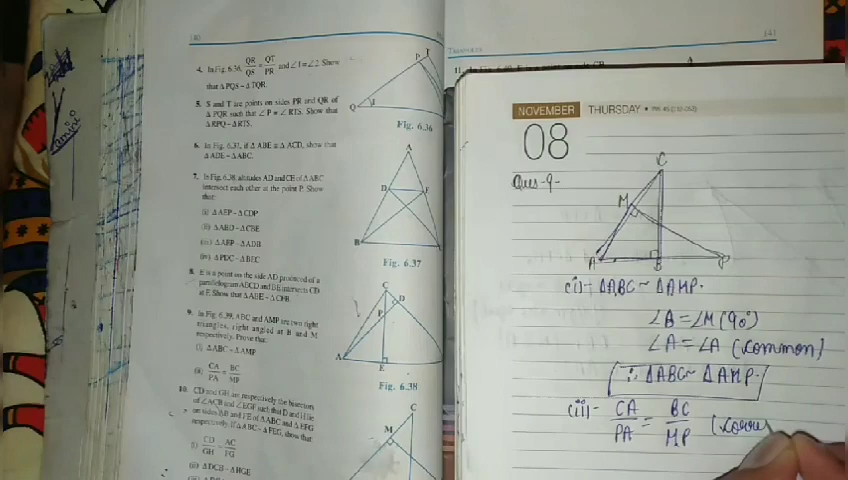 180
4. In Fig. 6.36, QR/QS = QT/PR and ∠1 = ∠2. Show
that Δ PQS ~ Δ TQR.
5. S and T are points on sides PR and QR of
Δ PQR such that ∠ P = ∠ RTS. Show that
Δ RPQ ~ Δ RTS.
6. In Fig. 6.37, if Δ ABE ≅ Δ ACD, show that
Δ ADE ~ Δ ABC.
7. In Fig. 6.38, altitudes AD and CE of Δ ABC
intersect each other at the point P. Show
that:
(i) Δ AEP ~ Δ CDP
(ii) Δ ABD ~ Δ CBE
(iii) Δ AEP ~ Δ ADB
(iv) Δ PDC ~ Δ BEC
8. E is a point on the side AD produced of a
parallelogram ABCD and BE intersects CD
at F. Show that Δ ABE ~ Δ CFB.
9. In Fig. 6.39, ABC and AMP are two right
triangles, right angled at B and M
respectively. Prove that:
(i) Δ ABC ~ Δ AMP
(ii) CA/PA = BC/MP
10. CD and GH are respectively the bisectors
of ∠ ACB and ∠ EGF such that D and H lie
on sides AB and FE of Δ ABC and Δ EFG
respectively. If Δ ABC ~ Δ FEG, show that
(i) CD/GH = AC/FG
(ii) Δ DCB ~ Δ HGE
P
T
Q
1
Fig. 6.36
A
D
E
B
Fig. 6.37
C
D
P
A
E
Fig. 6.38
C
M
TRIANGLES
141
NOVEMBER THURSDAY
08
Ques-9-
C
M
A
B
P
(i)- ΔABC ~ ΔAMP.
∠B = ∠M (90°)
∠A = ∠A (common)
∴ ΔABC ~ ΔAMP.
(ii)- CA/PA = BC/MP